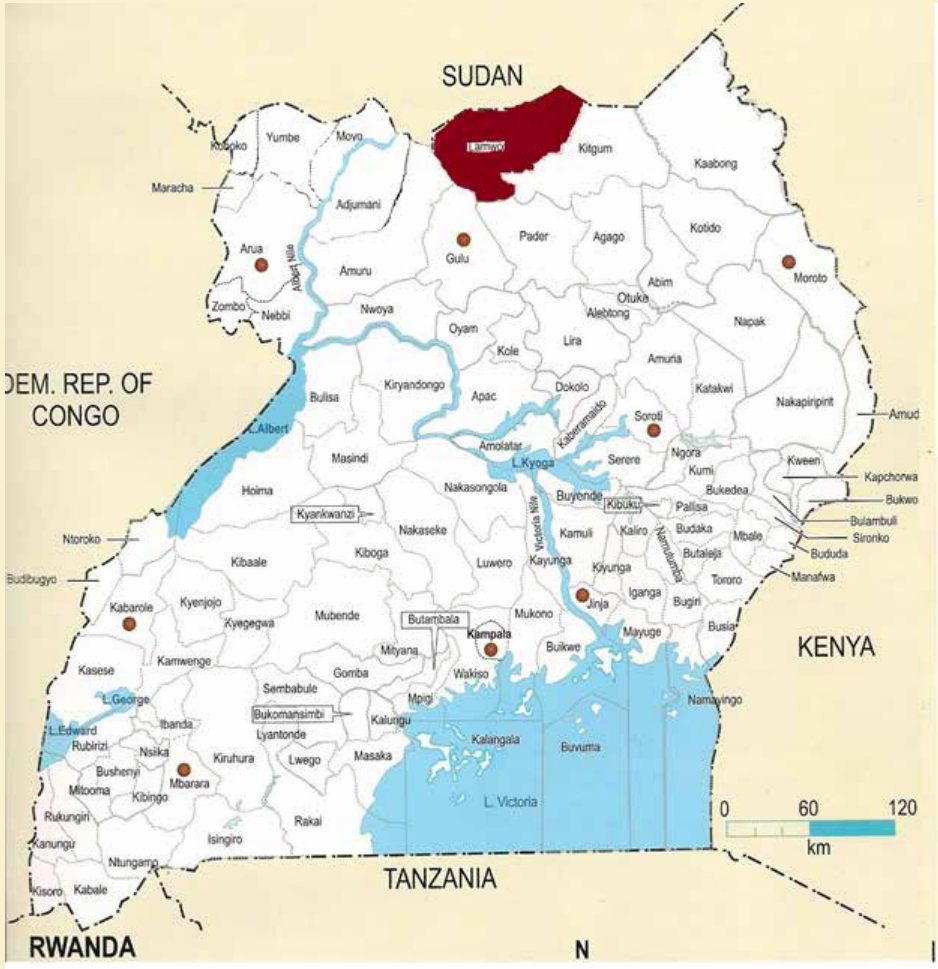 SUDAN
Koboko
Yumbe
Moyo
Lamwo
Kitgum
Kaabong
Maracha
Adjumani
Arua
Albert Nile
Amuru
Gulu
Pader
Agago
Kotido
Moroto
Abim
Zombo
Nebbi
Nwoya
Otuke
Alebtong
Napak
Oyam
Kole
Lira
Amuria
DEM. REP. OF
CONGO
Bulisa
Kiryandongo
Apac
Dokolo
Katakwi
Nakapiripirit
Amud
L.Albert
Kaberamaido
Soroti
Masindi
Amolatar
L.Kyoga
Serere
Ngora
Kumi
Kween
Kapchorwa
Hoima
Nakasongola
Bukedea
Bukwo
Kyankwanzi
Buyende
Kibuku
Pallisa
Bulambuli
Nakaseke
Victoria Nile
Kamuli
Kaliro
Namutumba
Budaka
Mbale
Sironko
Ntoroko
Kibaale
Kiboga
Luwero
Kayunga
Butaleja
Bududa
Budibugyo
Kiyunga
Manafwa
Tororo
Kabarole
Kyenjojo
Kyegegwa
Mubende
Butambala
Mukono
Jinja
Iganga
Bugiri
Kampala
Mayuge
Busia
Mityana
Buikwe
KENYA
Kasese
Kamwenge
Gomba
Wakiso
Sembabule
Mpigi
Namayingo
L.George
Bukomansimbi
Kalungu
L.Edward
Ibanda
Lyantonde
Kalangala
Buvuma
Rubirizi
Nsika
Kiruhura
Lwego
Masaka
Bushenyi
Mbarara
Mitooma
Kibingo
L. Victoria
0 60 120
km
Rukungiri
Rakai
Isingiro
Kanungu
Ntungamo
TANZANIA
Kisoro
Kabale
RWANDA
N